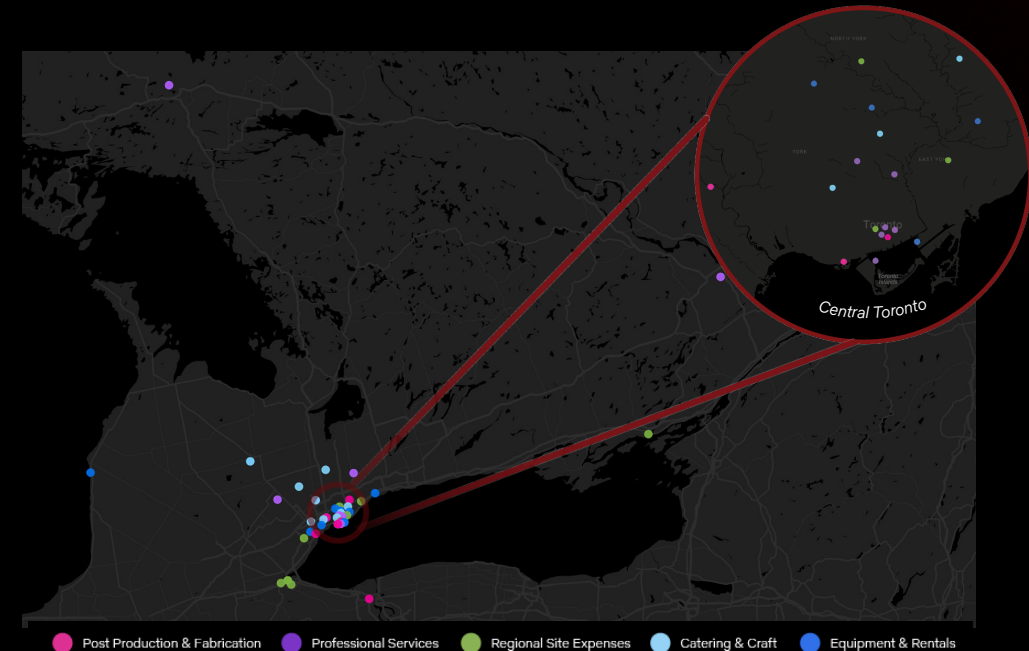 NORTH YORK
YORK
EAST YORK
Toronto
Toronto
Islands
Central Toronto
Post Production & Fabrication
Professional Services
Regional Site Expenses
Catering & Craft
Equipment & Rentals